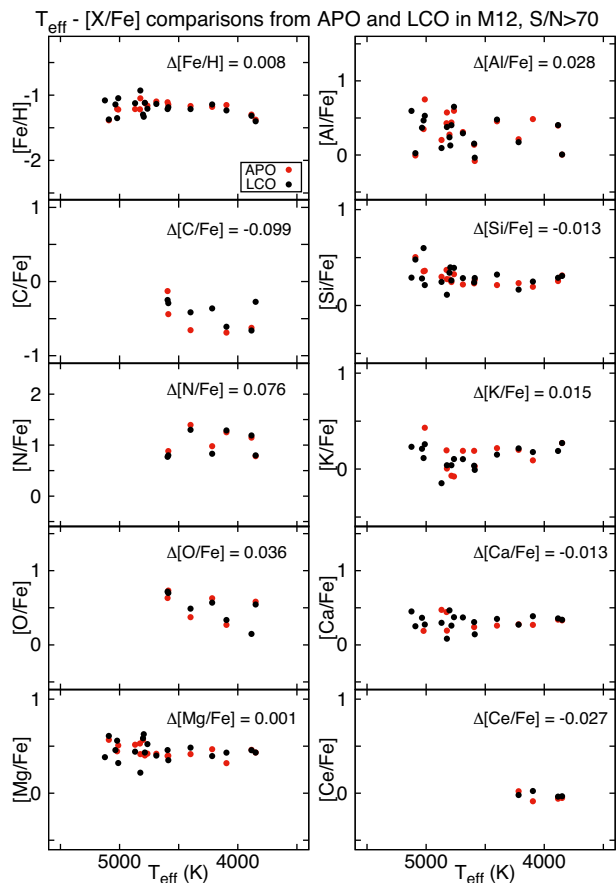 T_eff - [X/Fe] comparisons from APO and LCO in M12, S/N>70
[Fe/H],
-1
-2
Δ[Fe/H] = 0.008
APO
LCO
[Al/Fe]
1
0
Δ[Al/Fe] = 0.028
[C/Fe]
1
0
-1
Δ[C/Fe] = -0.099
[Si/Fe]
1
0
Δ[Si/Fe] = -0.013
[N/Fe]
2
1
0
Δ[N/Fe] = 0.076
[K/Fe]
1
0
Δ[K/Fe] = 0.015
[O/Fe]
1
0
Δ[O/Fe] = 0.036
[Ca/Fe]
1
0
Δ[Ca/Fe] = -0.013
[Mg/Fe]
1
0
Δ[Mg/Fe] = 0.001
[Ce/Fe]
1
0
Δ[Ce/Fe] = -0.027
5000 4000
T_eff (K)
5000 4000
T_eff (K)